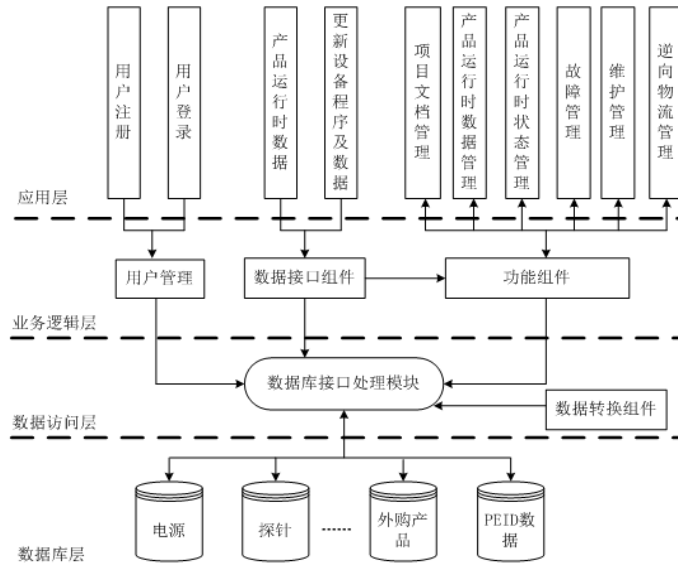 用户注册
用户登录
产品运行时数据
更新设备程序及数据
项目文档管理
产品运行时数据管理
产品运行时状态管理
故障管理
维护管理
逆向物流管理
应用层
用户管理
数据接口组件
功能组件
业务逻辑层
数据库接口处理模块
数据转换组件
数据访问层
电源
探针
......
外购产
品
PEID数
据
数据库层